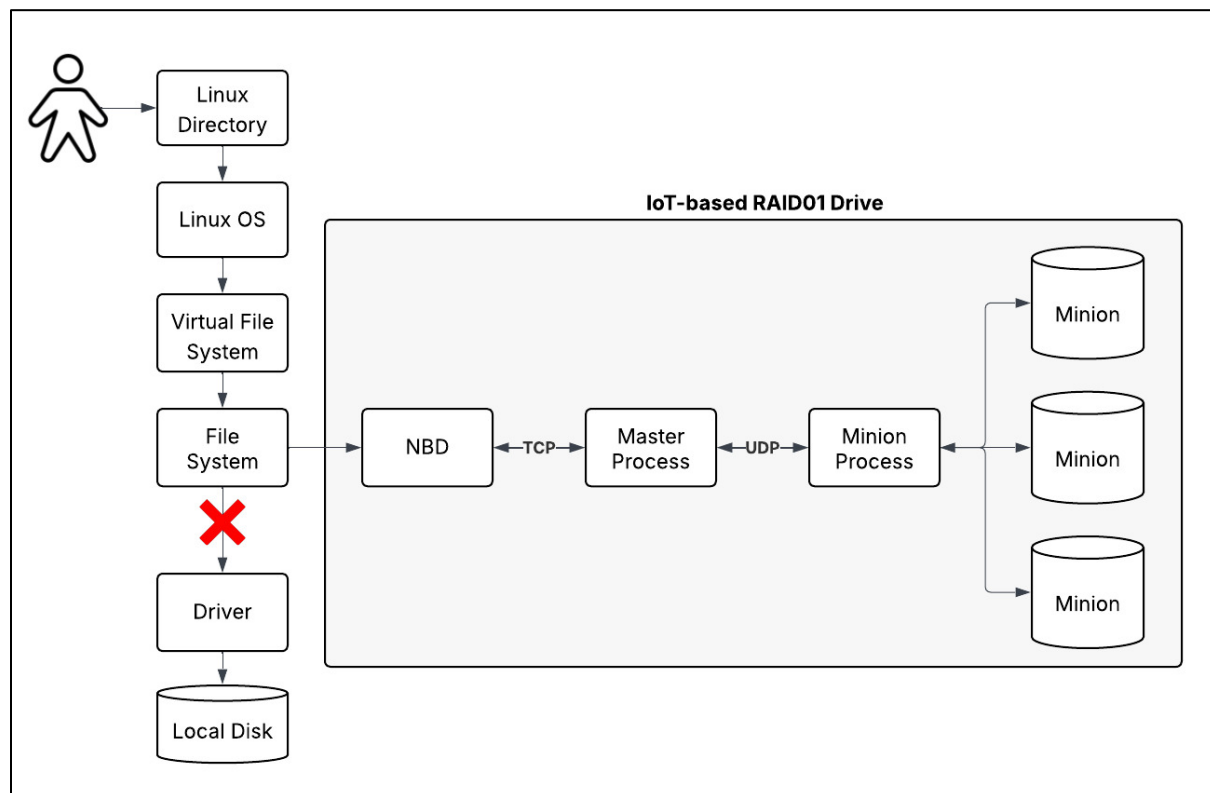 Linux
Directory
Linux OS
IoT-based RAID01 Drive
Virtual File
System
File
System
NBD
TCP
Master
Process
UDP
Minion
Process
Minion
Minion
Minion
Driver
Local Disk